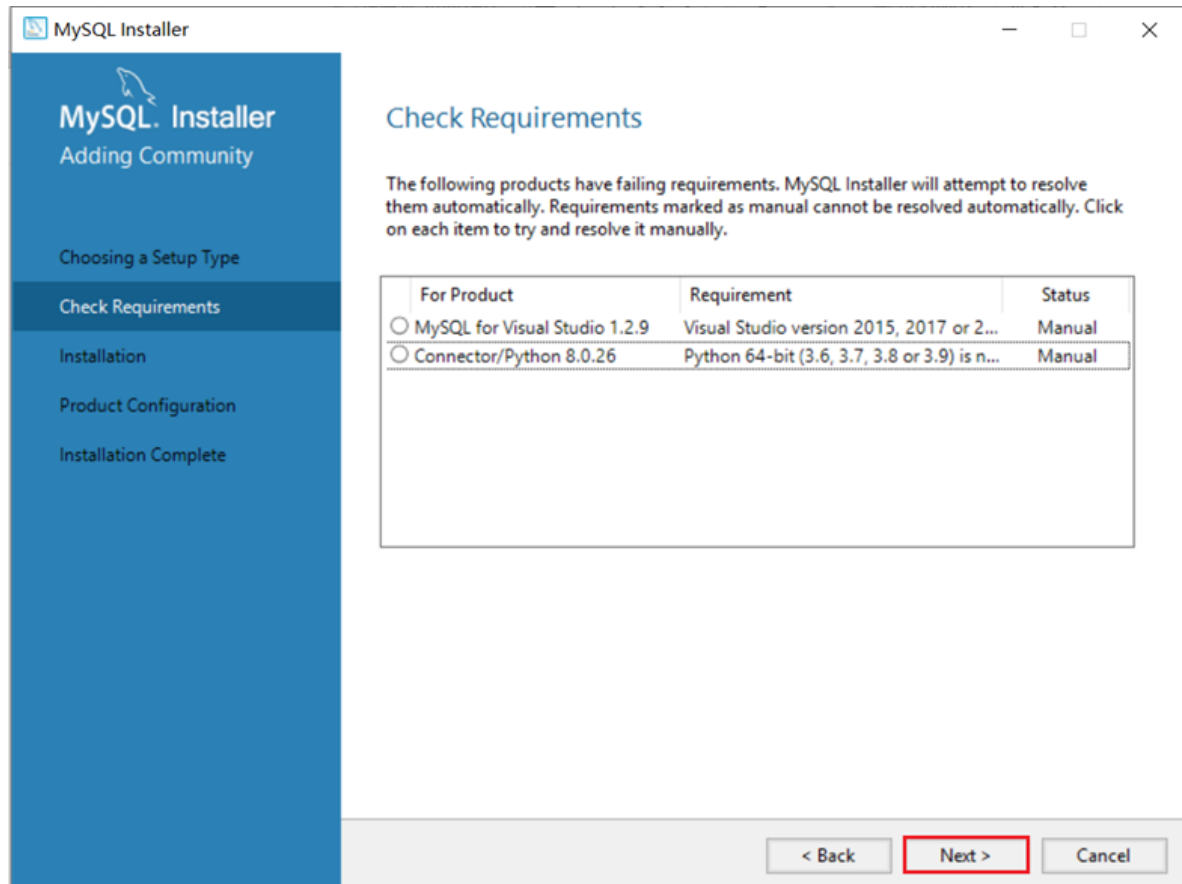 MySQL Installer
MySQL. Installer
Adding Community
Choosing a Setup Type
Check Requirements
Installation
Product Configuration
Installation Complete
Check Requirements
The following products have failing requirements. MySQL Installer will attempt to resolve
them automatically. Requirements marked as manual cannot be resolved automatically. Click
on each item to try and resolve it manually.
For Product Requirement Status
MySQL for Visual Studio 1.2.9 Visual Studio version 2015, 2017 or 2... Manual
Connector/Python 8.0.26 Python 64-bit (3.6, 3.7, 3.8 or 3.9) is n... Manual
< Back Next > Cancel